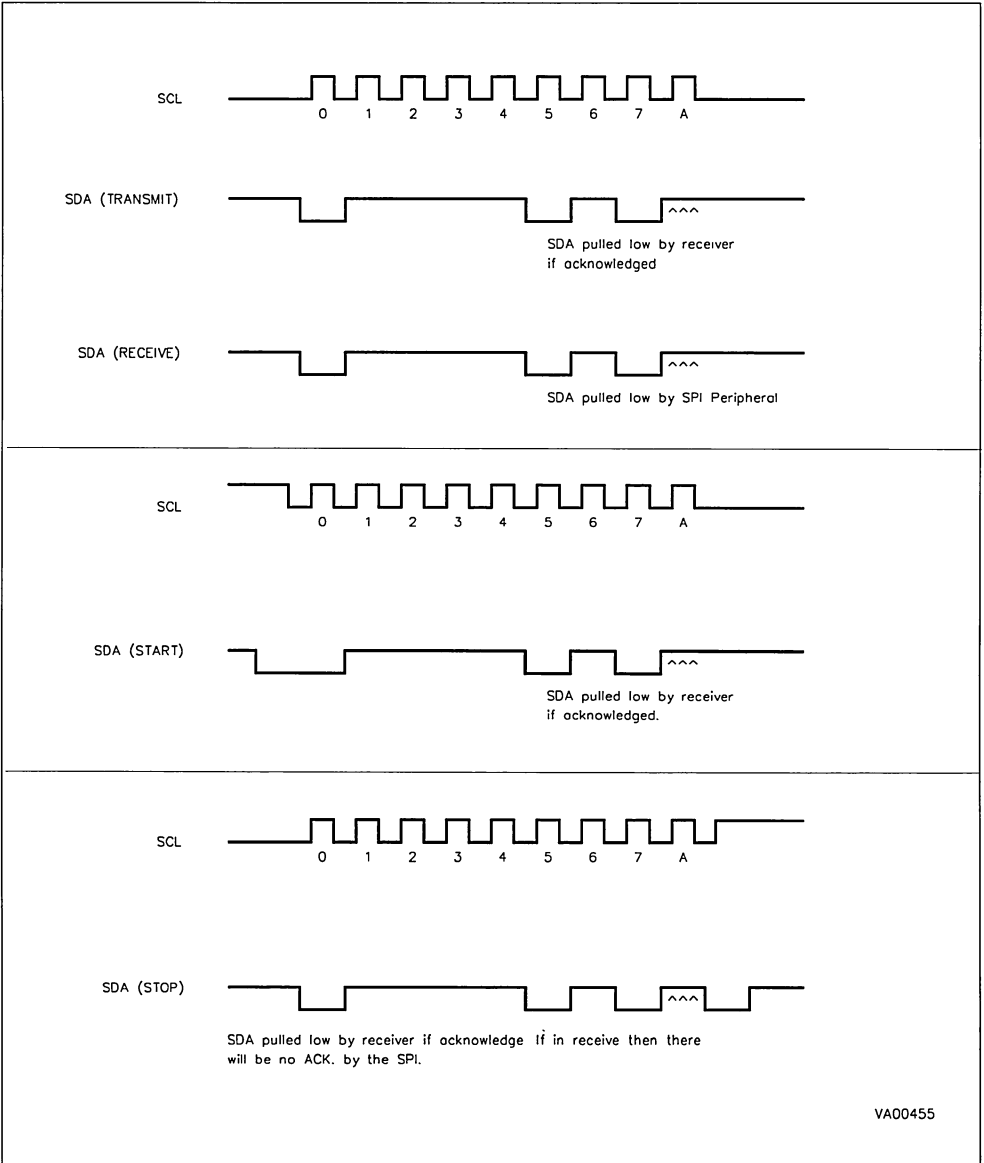 SCL
0 1 2 3 4 5 6 7 A
SDA (TRANSMIT)
^^^
SDA pulled low by receiver
if acknowledged
SDA (RECEIVE)
^^^
SDA pulled low by SPI Peripheral
SCL
0 1 2 3 4 5 6 7 A
SDA (START)
^^^
SDA pulled low by receiver
if acknowledged.
SCL
0 1 2 3 4 5 6 7 A
SDA (STOP)
^^^
SDA pulled low by receiver if acknowledge If in receive then there
will be no ACK. by the SPI.
VA00455